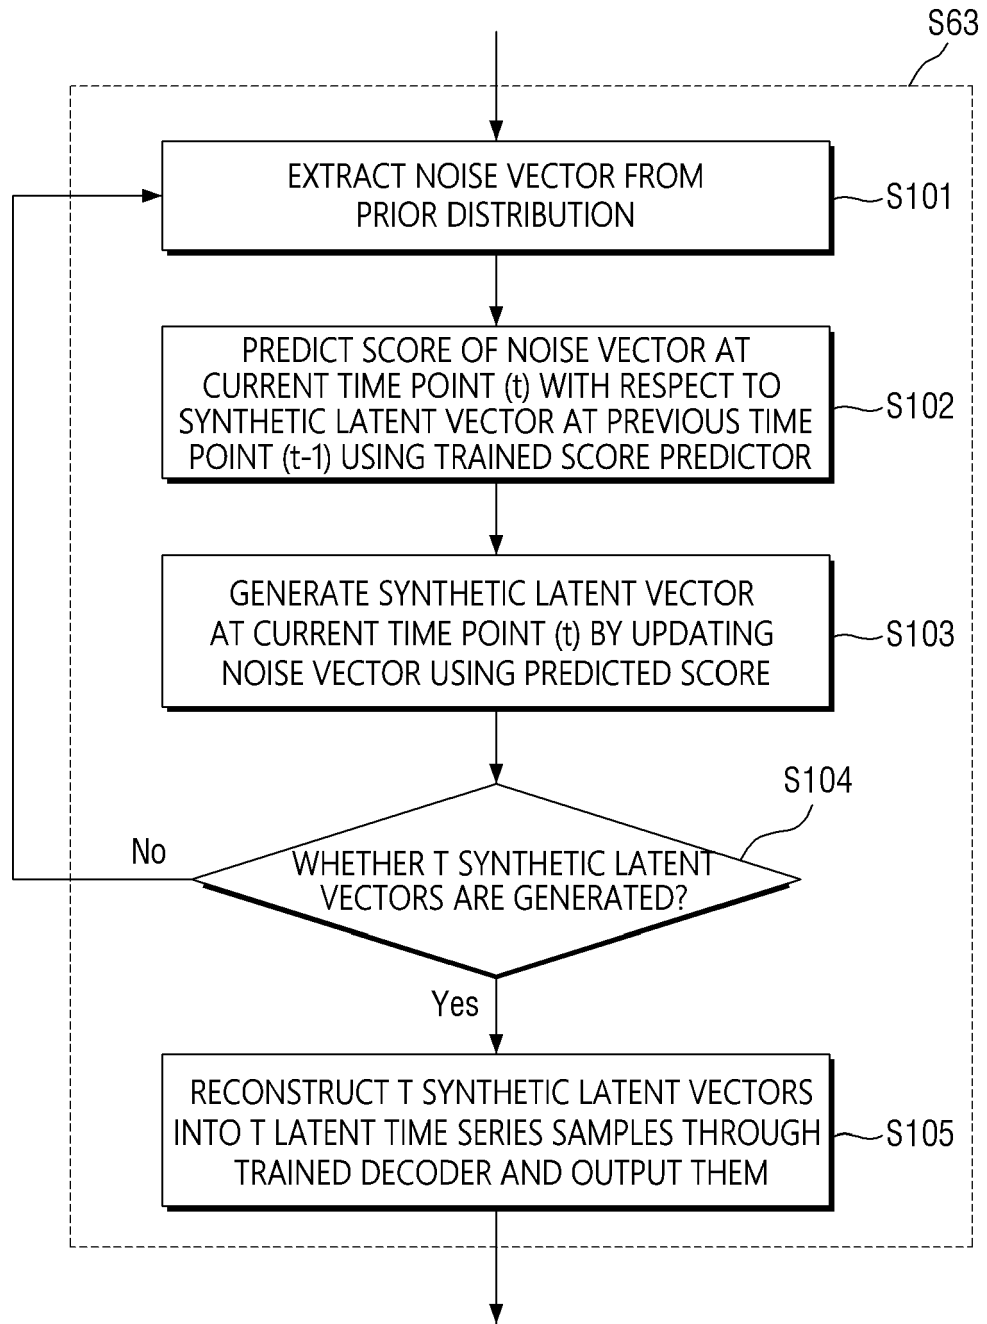 S63
EXTRACT NOISE VECTOR FROM
PRIOR DISTRIBUTION
S101
PREDICT SCORE OF NOISE VECTOR AT
CURRENT TIME POINT (t) WITH RESPECT TO
SYNTHETIC LATENT VECTOR AT PREVIOUS TIME
POINT (t-1) USING TRAINED SCORE PREDICTOR
S102
GENERATE SYNTHETIC LATENT VECTOR
AT CURRENT TIME POINT (t) BY UPDATING
NOISE VECTOR USING PREDICTED SCORE
S103
S104
No
WHETHER T SYNTHETIC LATENT
VECTORS ARE GENERATED?
Yes
RECONSTRUCT T SYNTHETIC LATENT VECTORS
INTO T LATENT TIME SERIES SAMPLES THROUGH
TRAINED DECODER AND OUTPUT THEM
S105